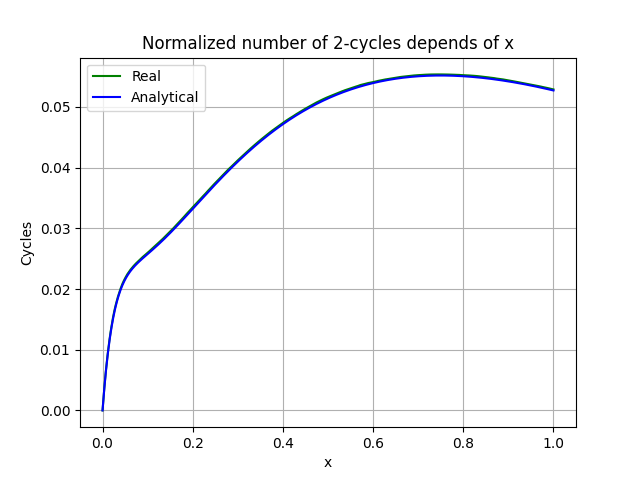 Normalized number of 2-cycles depends of x
Real
Analytical
Cycles
0.05
0.04
0.03
0.02
0.01
0.00
0.0 0.2 0.4 0.6 0.8 1.0
x